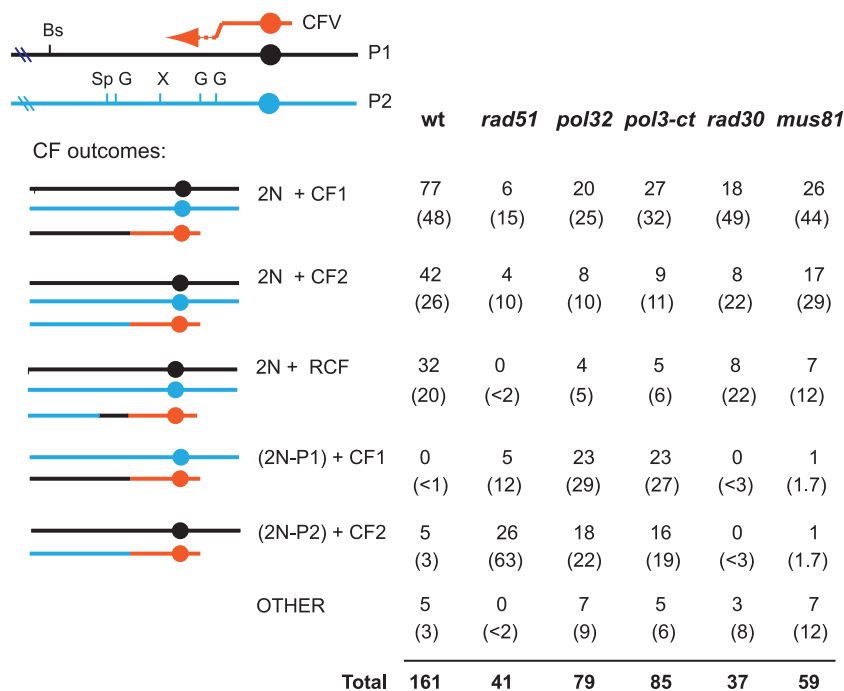 CFV
Bs
P1
Sp G X G G
P2
wt rad51 pol32 pol3-ct rad30 mus81
CF outcomes:
2N + CF1 77 6 20 27 18 26
(48) (15) (25) (32) (49) (44)
2N + CF2 42 4 8 9 8 17
(26) (10) (10) (11) (22) (29)
2N + RCF 32 0 4 5 8 7
(20) (<2) (5) (6) (22) (12)
(2N-P1) + CF1 0 5 23 23 0 1
(<1) (12) (29) (27) (<3) (1.7)
(2N-P2) + CF2 5 26 18 16 0 1
(3) (63) (22) (19) (<3) (1.7)
OTHER 5 0 7 5 3 7
(3) (<2) (9) (6) (8) (12)
Total 161 41 79 85 37 59